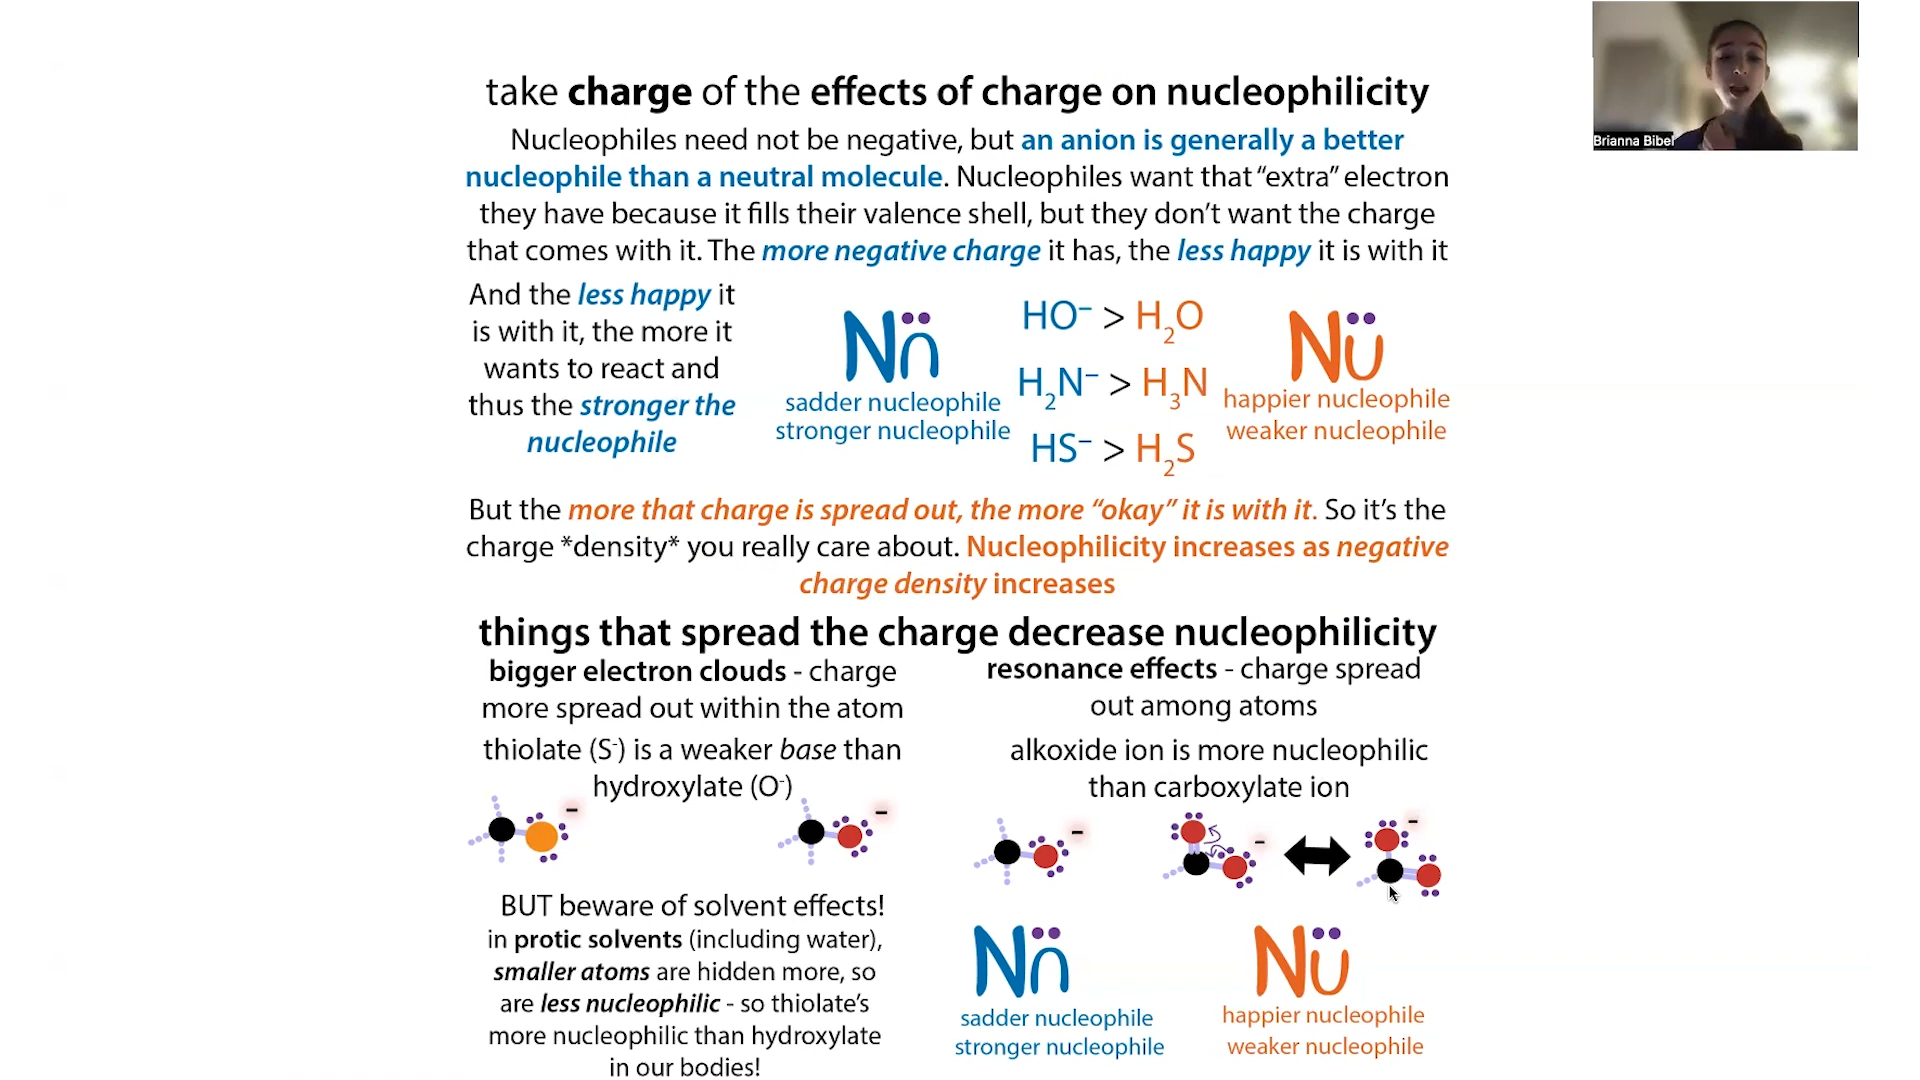 take charge of the effects of charge on nucleophilicity
Nucleophiles need not be negative, but an anion is generally a better
nucleophile than a neutral molecule. Nucleophiles want that “extra” electron
they have because it fills their valence shell, but they don’t want the charge
that comes with it. The more negative charge it has, the less happy it is with it
And the less happy it
is with it, the more it
wants to react and
thus the stronger the
nucleophile
Nu
sadder nucleophile
stronger nucleophile
HO⁻ > H₂O
H₂N⁻ > H₃N
HS⁻ > H₂S
Nu
happier nucleophile
weaker nucleophile
But the more that charge is spread out, the more “okay” it is with it. So it’s the
charge *density* you really care about. Nucleophilicity increases as negative
charge density increases
things that spread the charge decrease nucleophilicity
bigger electron clouds - charge
more spread out within the atom
thiolate (S⁻) is a weaker base than
hydroxylate (O⁻)
−
−
BUT beware of solvent effects!
in protic solvents (including water),
smaller atoms are hidden more, so
are less nucleophilic - so thiolate’s
more nucleophilic than hydroxylate
in our bodies!
resonance effects - charge spread
out among atoms
alkoxide ion is more nucleophilic
than carboxylate ion
−
−
−
Nu
sadder nucleophile
stronger nucleophile
Nu
happier nucleophile
weaker nucleophile
Brianna Bibel